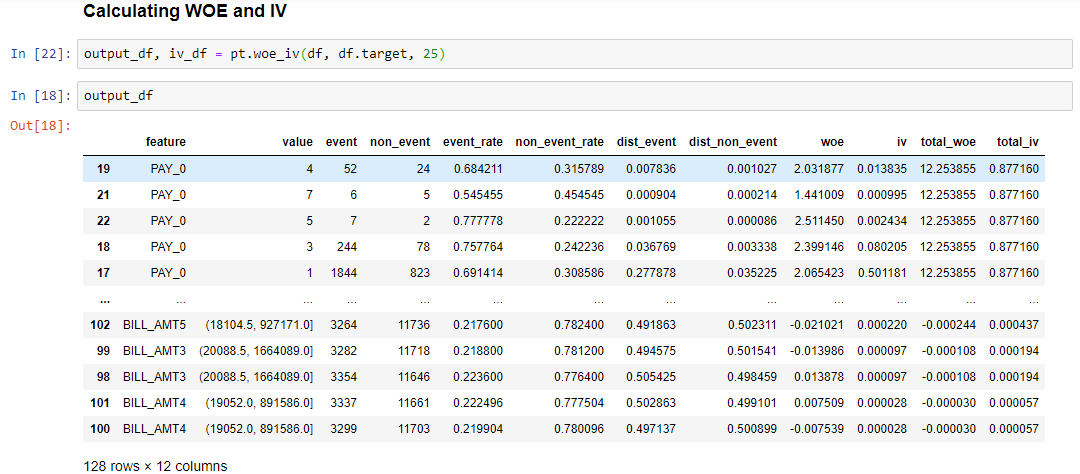 Calculating WOE and IV
In [22]: output_df, iv_df = pt.woe_iv(df, df.target, 25)
In [18]: output_df
Out[18]:
feature value event non_event event_rate non_event_rate dist_event dist_non_event woe iv total_woe total_iv
19 PAY_0 4 52 24 0.684211 0.315789 0.007836 0.001027 2.031877 0.013835 12.253855 0.877160
21 PAY_0 7 6 5 0.545455 0.454545 0.000904 0.000214 1.441009 0.000995 12.253855 0.877160
22 PAY_0 5 7 2 0.777778 0.222222 0.001055 0.000086 2.511450 0.002434 12.253855 0.877160
18 PAY_0 3 244 78 0.757764 0.242236 0.036769 0.003338 2.399146 0.080205 12.253855 0.877160
17 PAY_0 1 1844 823 0.691414 0.308586 0.277878 0.035225 2.065423 0.501181 12.253855 0.877160
... ... ... ... ... ... ... ... ... ... ... ... ...
102 BILL_AMT5 (18104.5, 927171.0] 3264 11736 0.217600 0.782400 0.491863 0.502311 -0.021021 0.000220 -0.000244 0.000437
99 BILL_AMT3 (20088.5, 1664089.0] 3282 11718 0.218800 0.781200 0.494575 0.501541 -0.013986 0.000097 -0.000108 0.000194
98 BILL_AMT3 (20088.5, 1664089.0] 3354 11646 0.223600 0.776400 0.505425 0.498459 0.013878 0.000097 -0.000108 0.000194
101 BILL_AMT4 (19052.0, 891586.0] 3337 11661 0.222496 0.777504 0.502863 0.499101 0.007509 0.000028 -0.000030 0.000057
100 BILL_AMT4 (19052.0, 891586.0] 3299 11703 0.219904 0.780096 0.497137 0.500899 -0.007539 0.000028 -0.000030 0.000057
128 rows × 12 columns